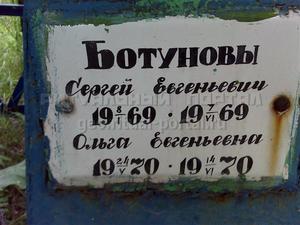 БОТУНОВЫ
Сергей Евгеньевич
19 8/I 69 · 19 7/VI 69
Ольга Евгеньевна
19 24/V 70 · 19 14/VI 70